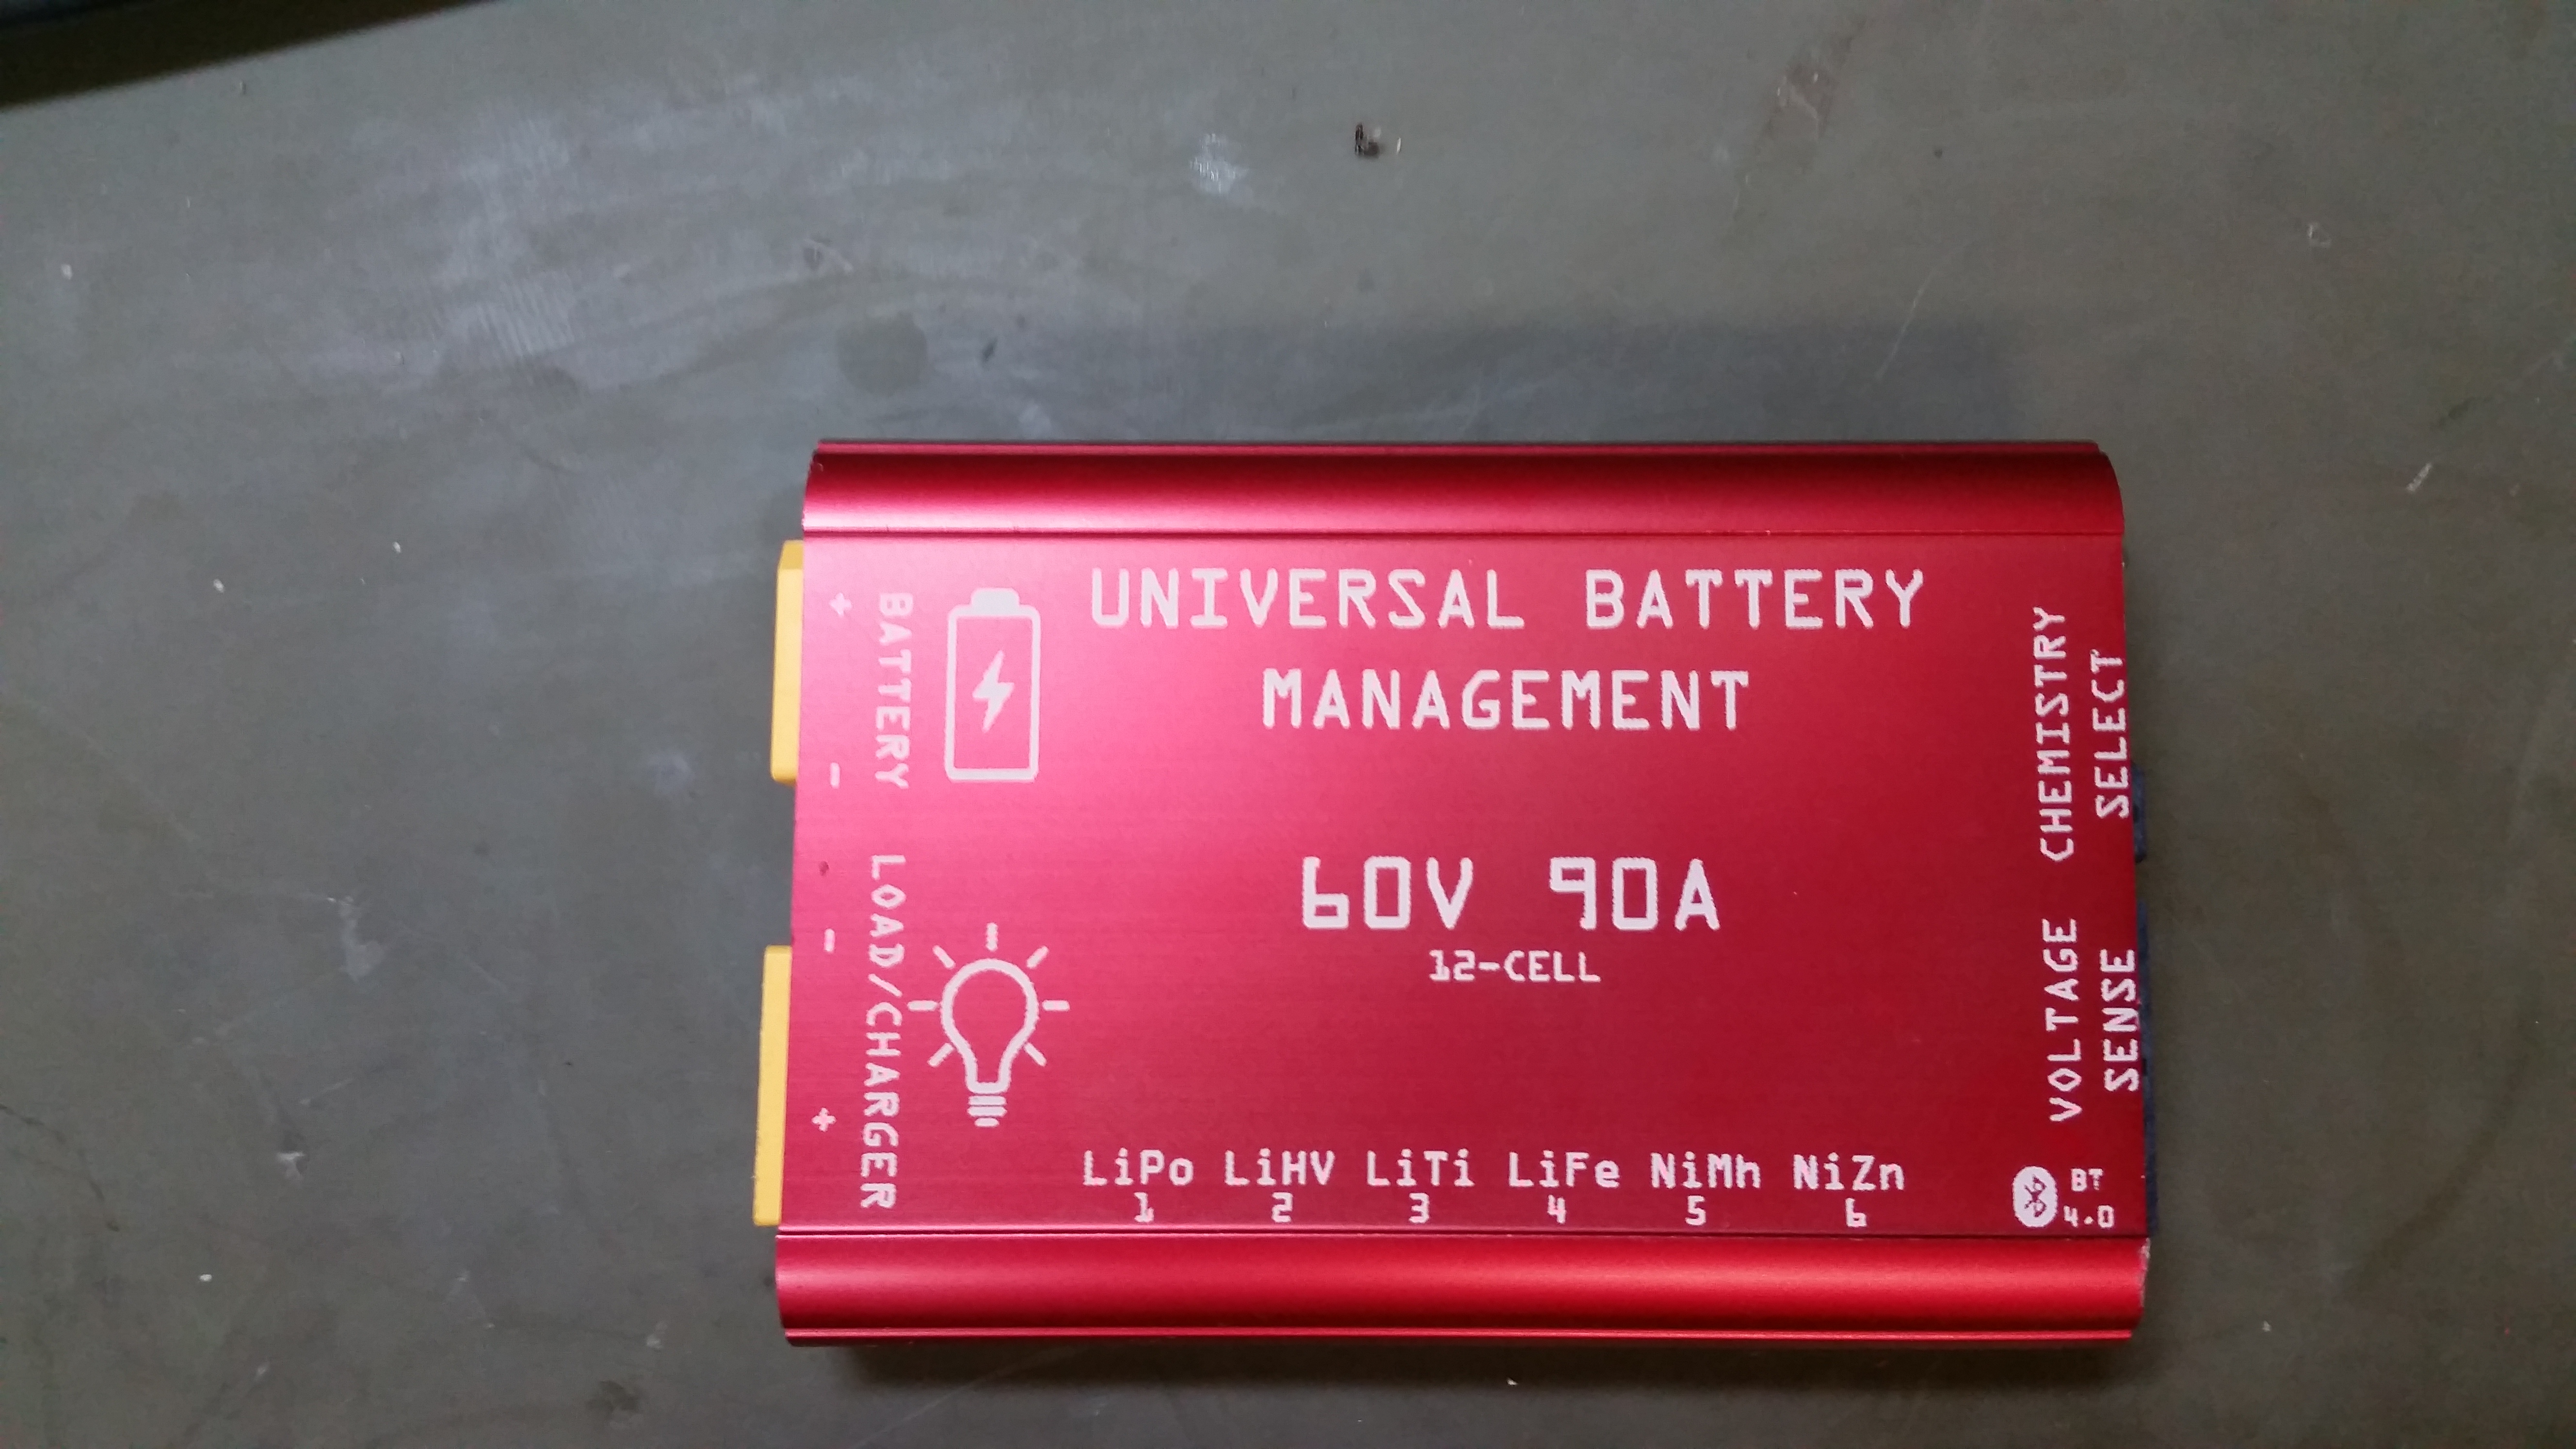 UNIVERSAL BATTERY
MANAGEMENT
60V 90A
12-CELL
LiPo LiHV LiTi LiFe NiMh NiZn
1 2 3 4 5 6
+ BATTERY -
- LOAD/CHARGER +
CHEMISTRY
SELECT
VOLTAGE
SENSE
BT
4.0